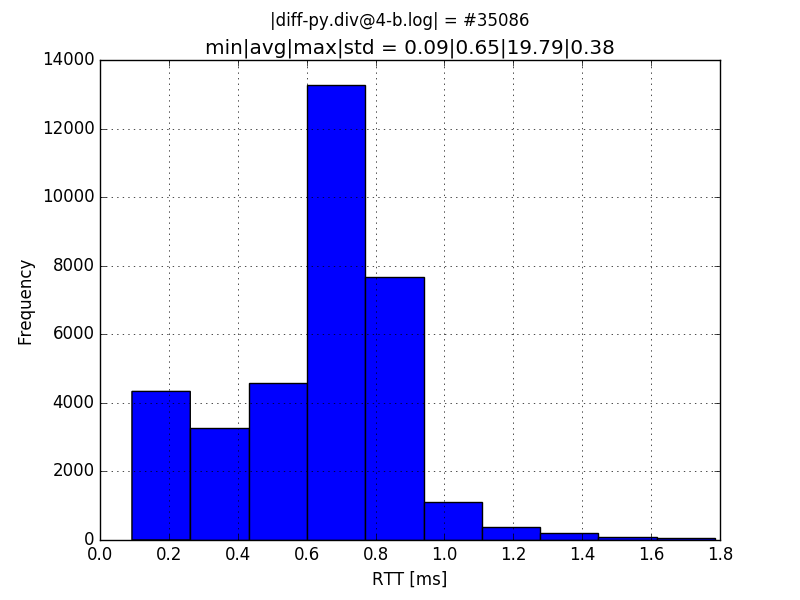 |diff-py.div@4-b.log| = #35086
min|avg|max|std = 0.09|0.65|19.79|0.38
14000
12000
10000
8000
6000
4000
2000
0
Frequency
0.0 0.2 0.4 0.6 0.8 1.0 1.2 1.4 1.6 1.8
RTT [ms]